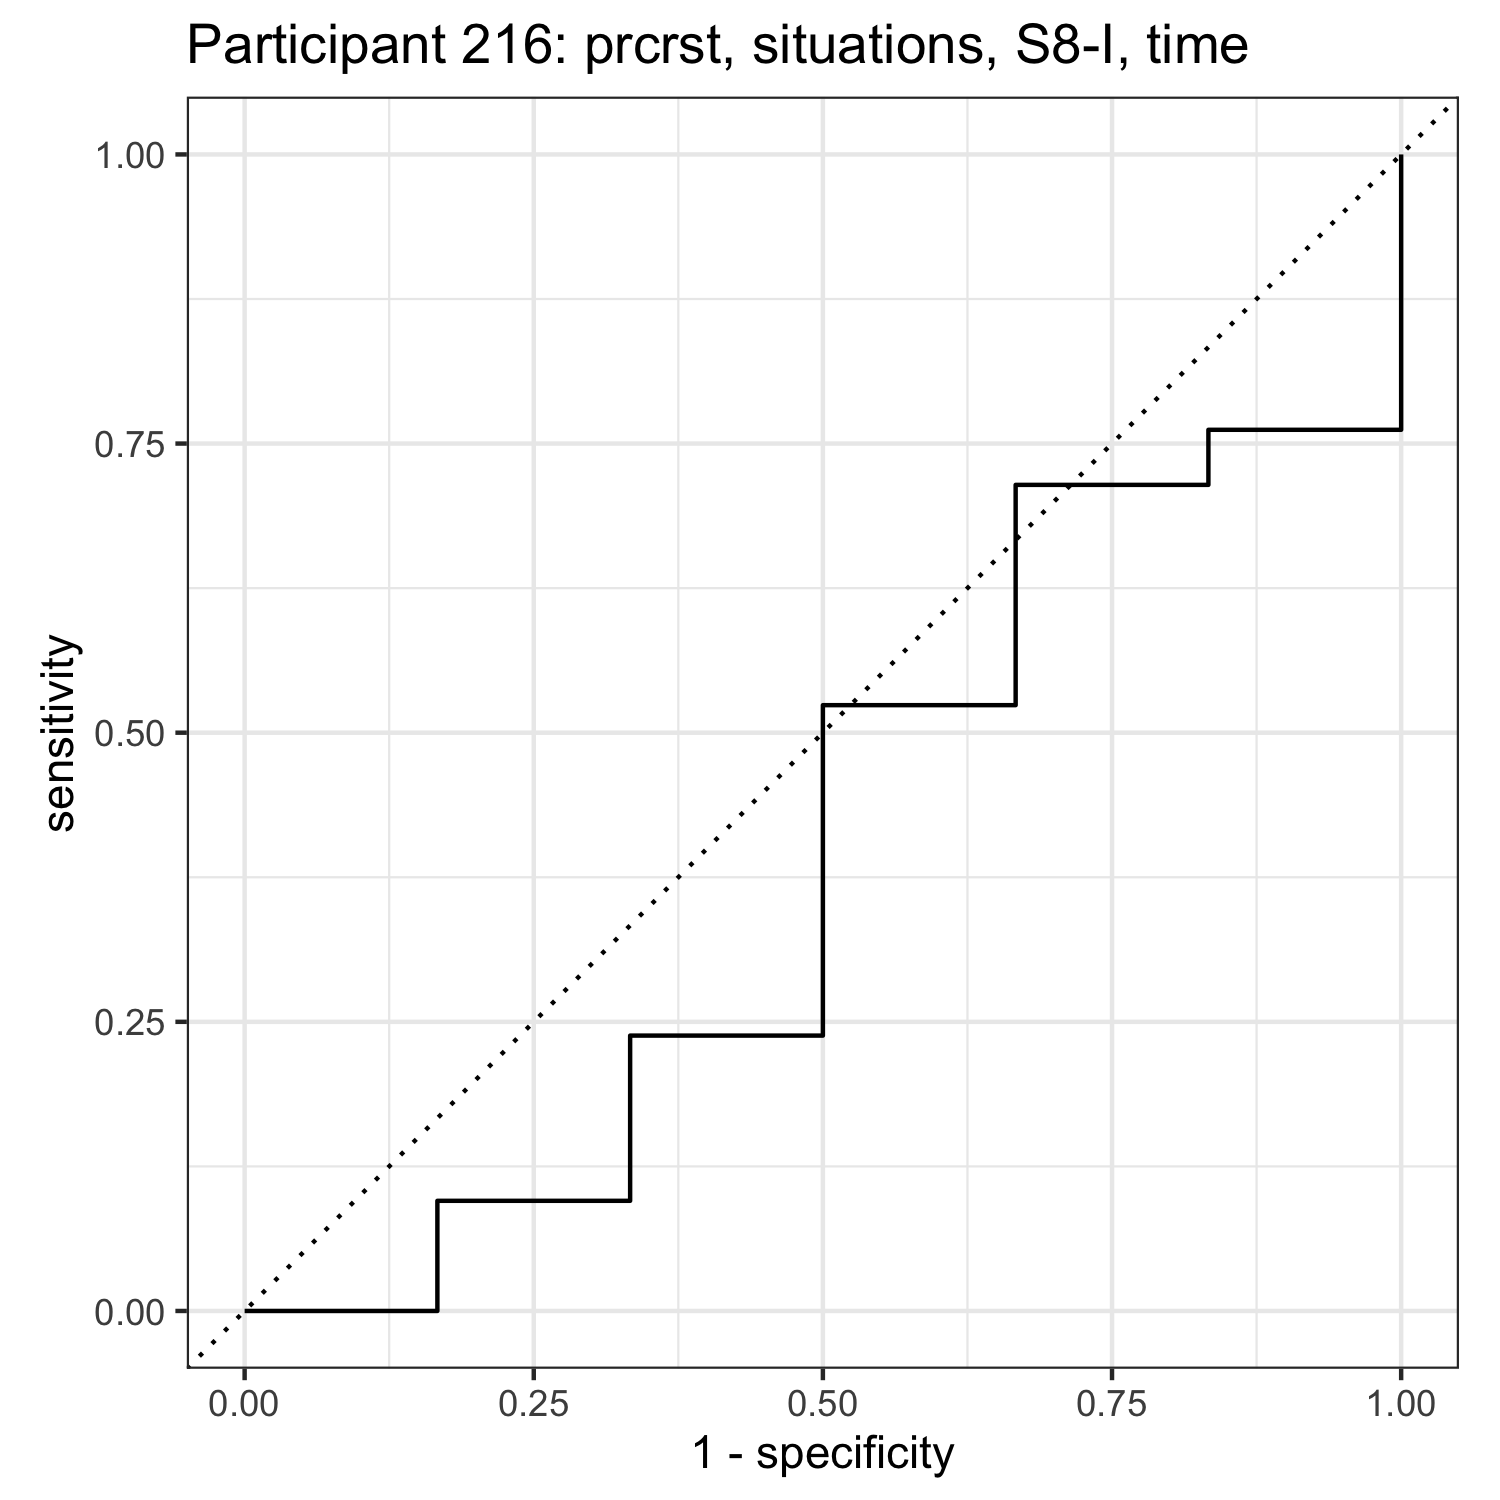 Participant 216: prcrst, situations, S8-I, time
1.00
0.75
0.50
0.25
0.00
sensitivity
0.00 0.25 0.50 0.75 1.00
1 - specificity